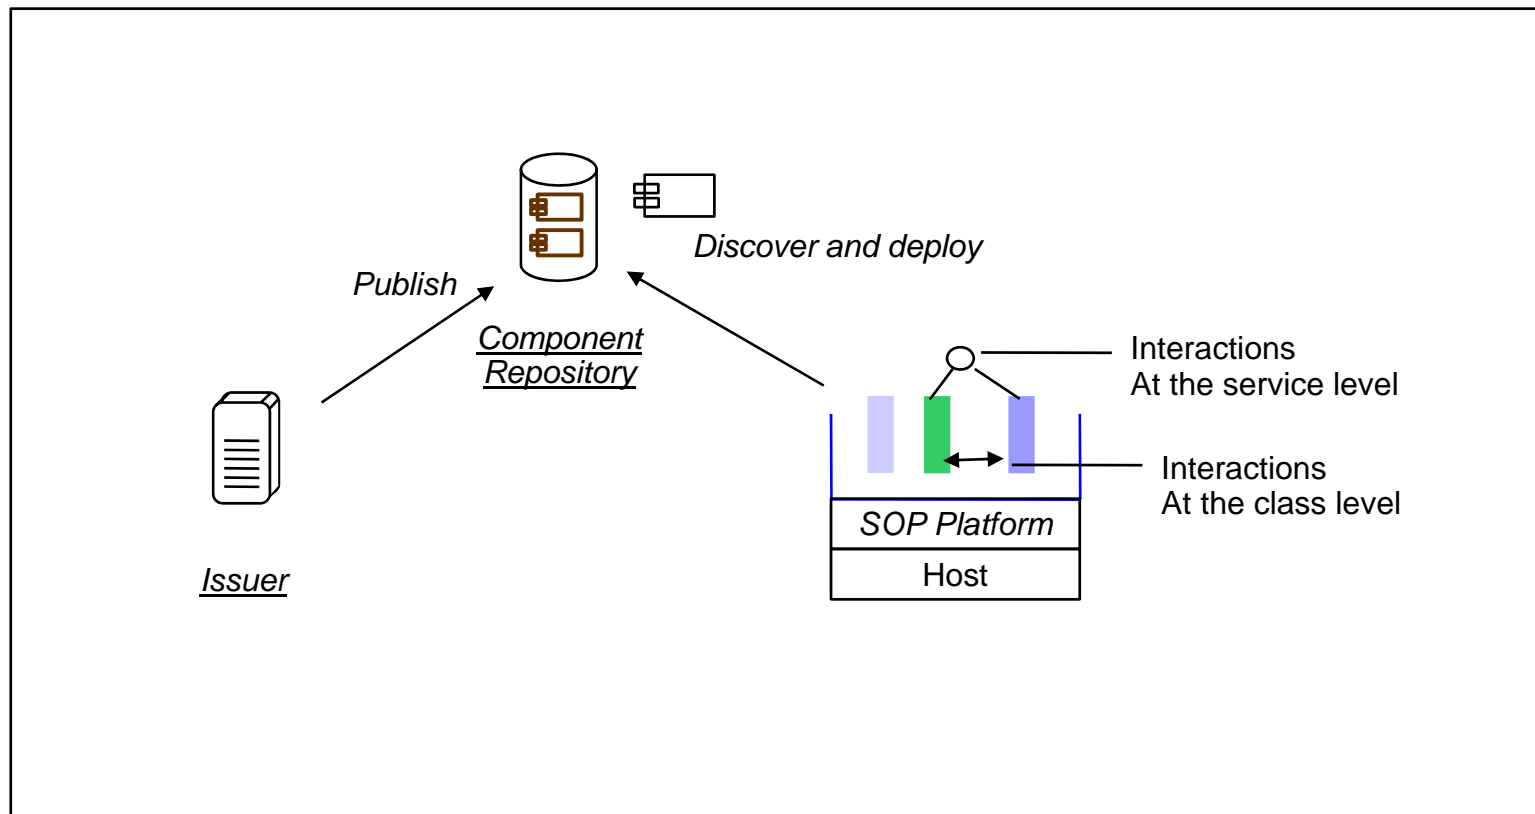 Discover and deploy
Publish
Component
Repository
Interactions
At the service level
Interactions
At the class level
SOP Platform
Issuer
Host